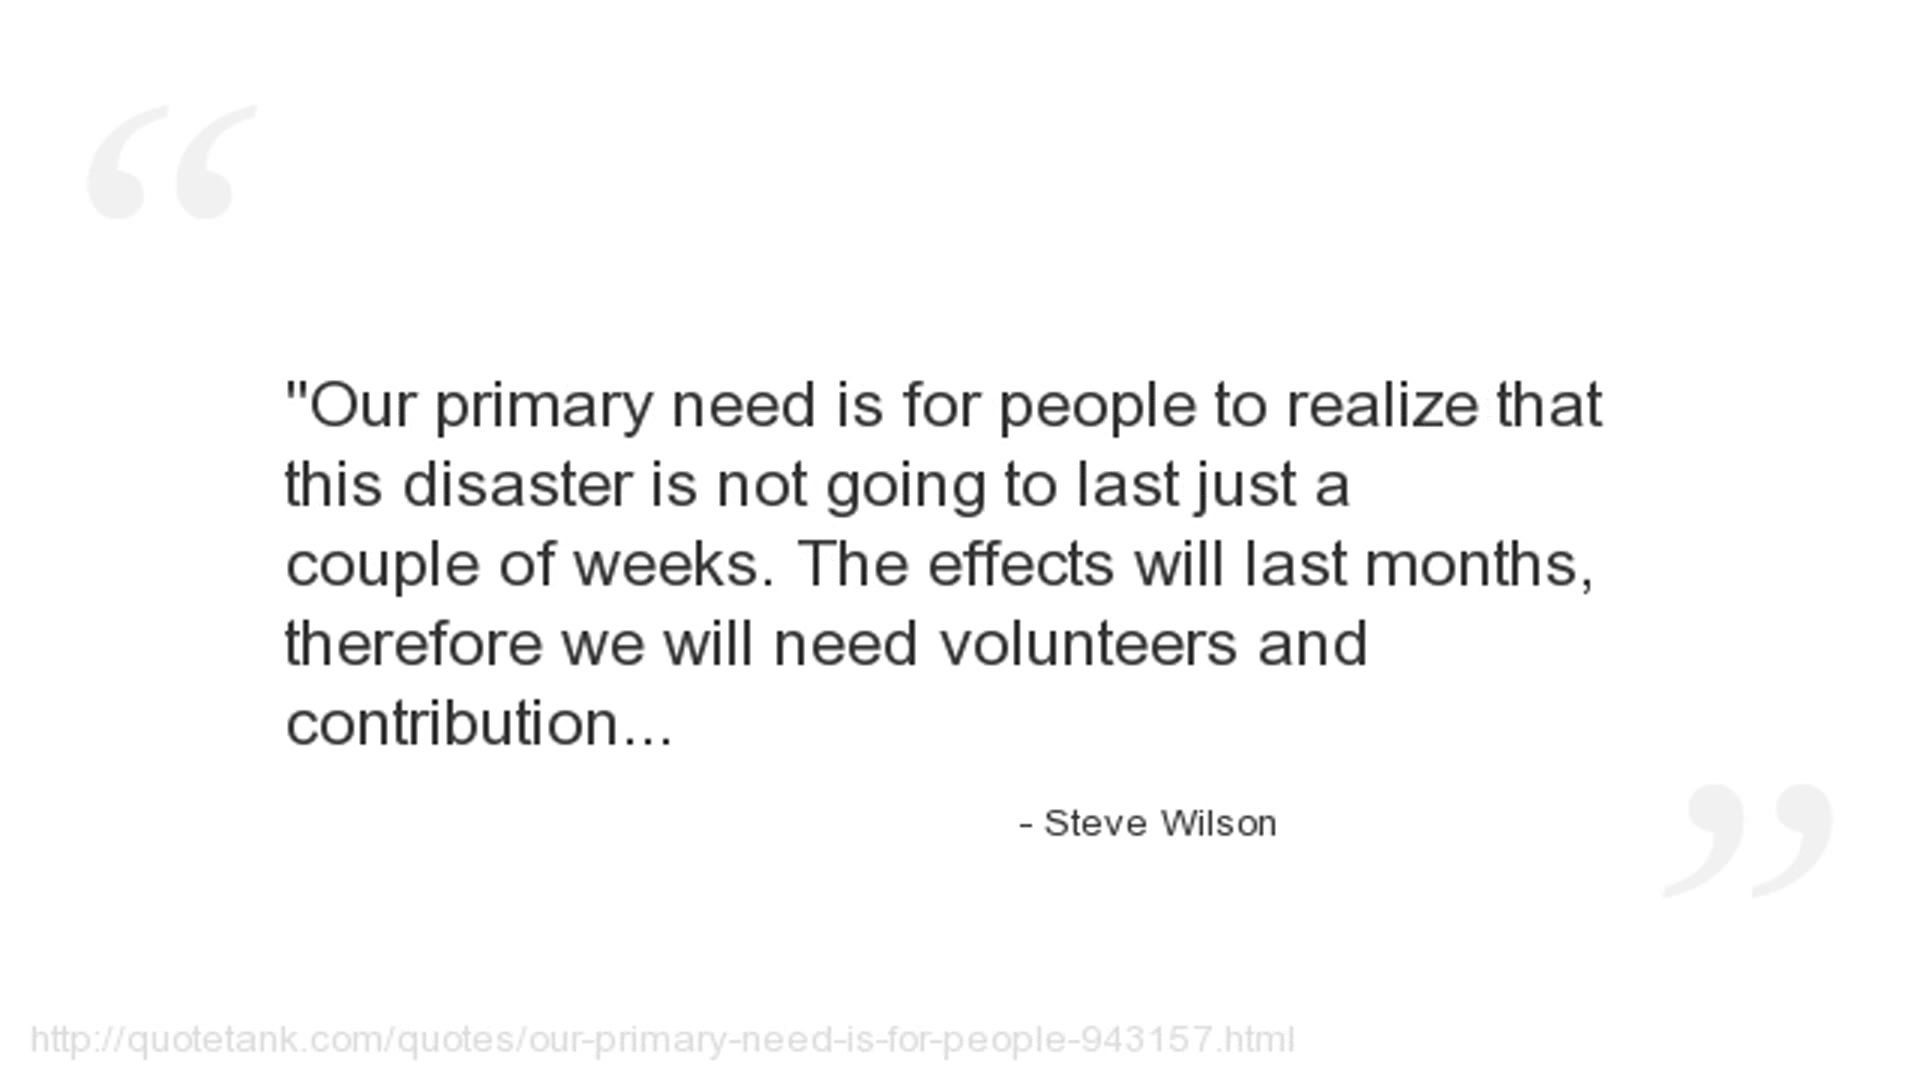 "Our primary need is for people to realize that
this disaster is not going to last just a
couple of weeks. The effects will last months,
therefore we will need volunteers and
contribution...
- Steve Wilson
http://quotetank.com/quotes/our-primary-need-is-for-people-943157.html